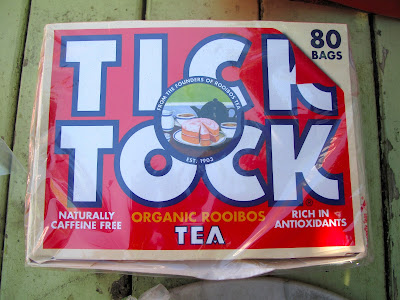 TICK
TOCK
80
BAGS
FROM THE FOUNDERS OF ROOIBOS TEA
EST. 1903
NATURALLY
CAFFEINE FREE
ORGANIC ROOIBOS
TEA
RICH IN
ANTIOXIDANTS